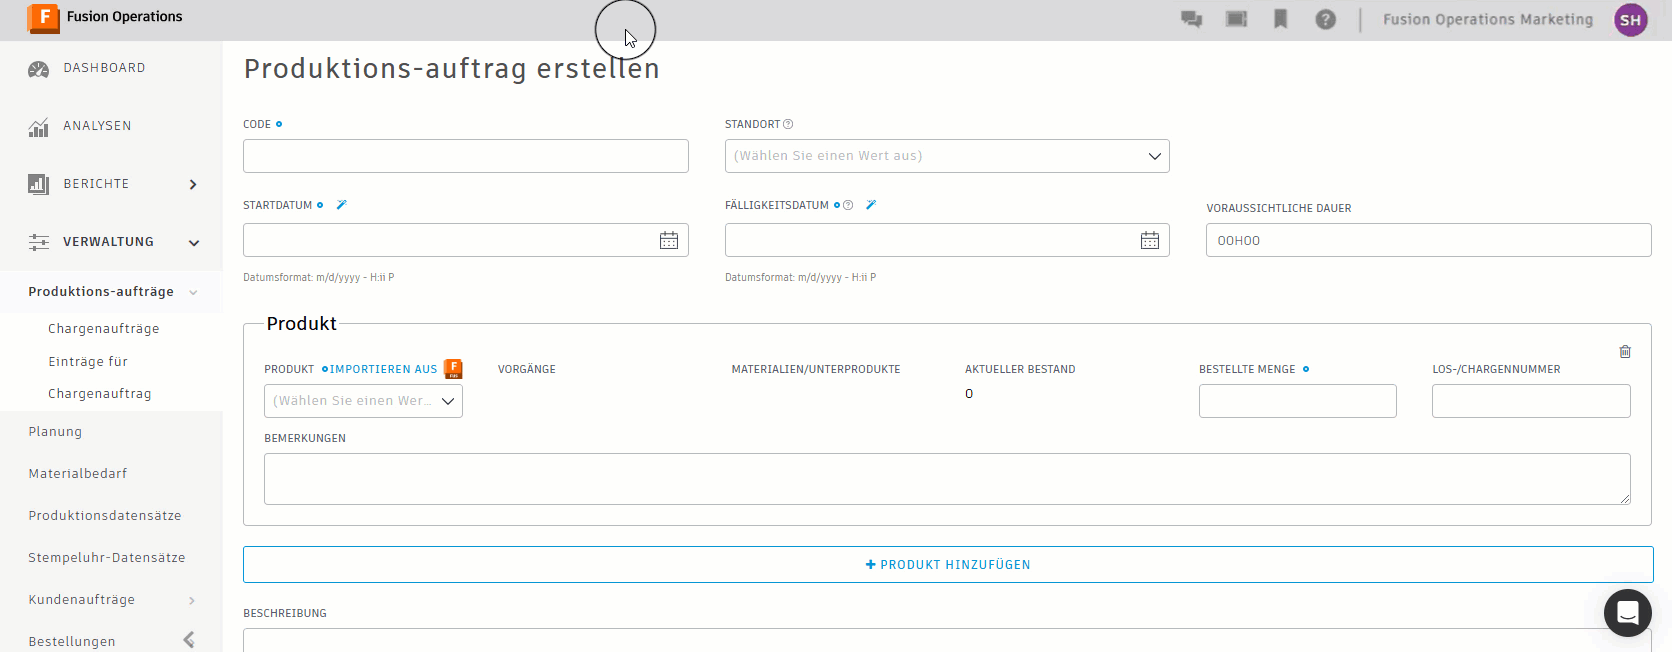 F Fusion Operations
? Fusion Operations Marketing SH
DASHBOARD
ANALYSEN
BERICHTE
VERWALTUNG
Produktions-aufträge
Chargenaufträge
Einträge für
Chargenauftrag
Planung
Materialbedarf
Produktionsdatensätze
Stempeluhr-Datensätze
Kundenaufträge
Bestellungen
Produktions-auftrag erstellen
CODE
STANDORT ?
(Wählen Sie einen Wert aus)
STARTDATUM
FÄLLIGKEITSDATUM ?
VORAUSSICHTLICHE DAUER
00H00
Datumsformat: m/d/yyyy - H:ii P
Datumsformat: m/d/yyyy - H:ii P
Produkt
PRODUKT IMPORTIEREN AUS F FUS
VORGÄNGE
MATERIALIEN/UNTERPRODUKTE
AKTUELLER BESTAND
BESTELLTE MENGE
LOS-/CHARGENNUMMER
(Wählen Sie einen Wer...
0
BEMERKUNGEN
+ PRODUKT HINZUFÜGEN
BESCHREIBUNG